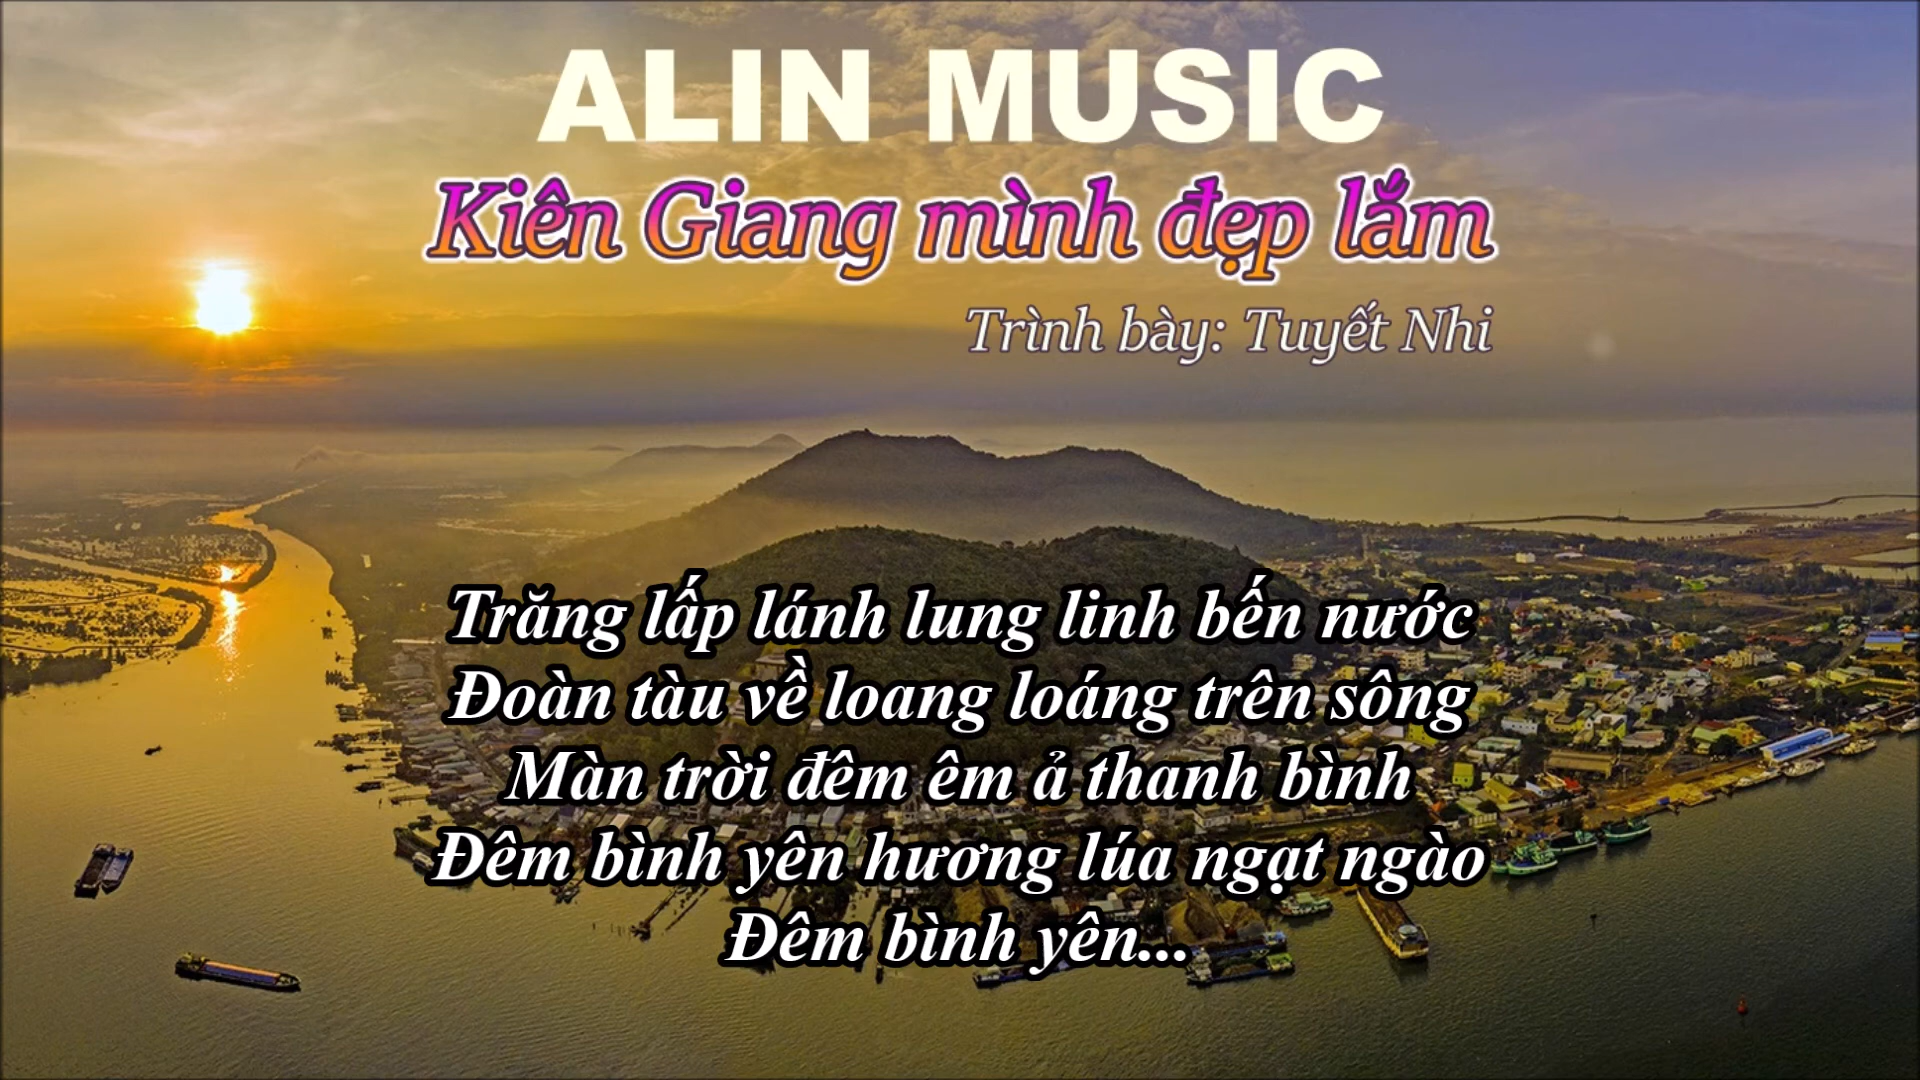 ALIN MUSIC
Kiên Giang mình đẹp lắm
Trình bày: Tuyết Nhi
Trăng lấp lánh lung linh bến nước
Đoàn tàu về loang loáng trên sông
Màn trời đêm êm ả thanh bình
Đêm bình yên hương lúa ngạt ngào
Đêm bình yên...